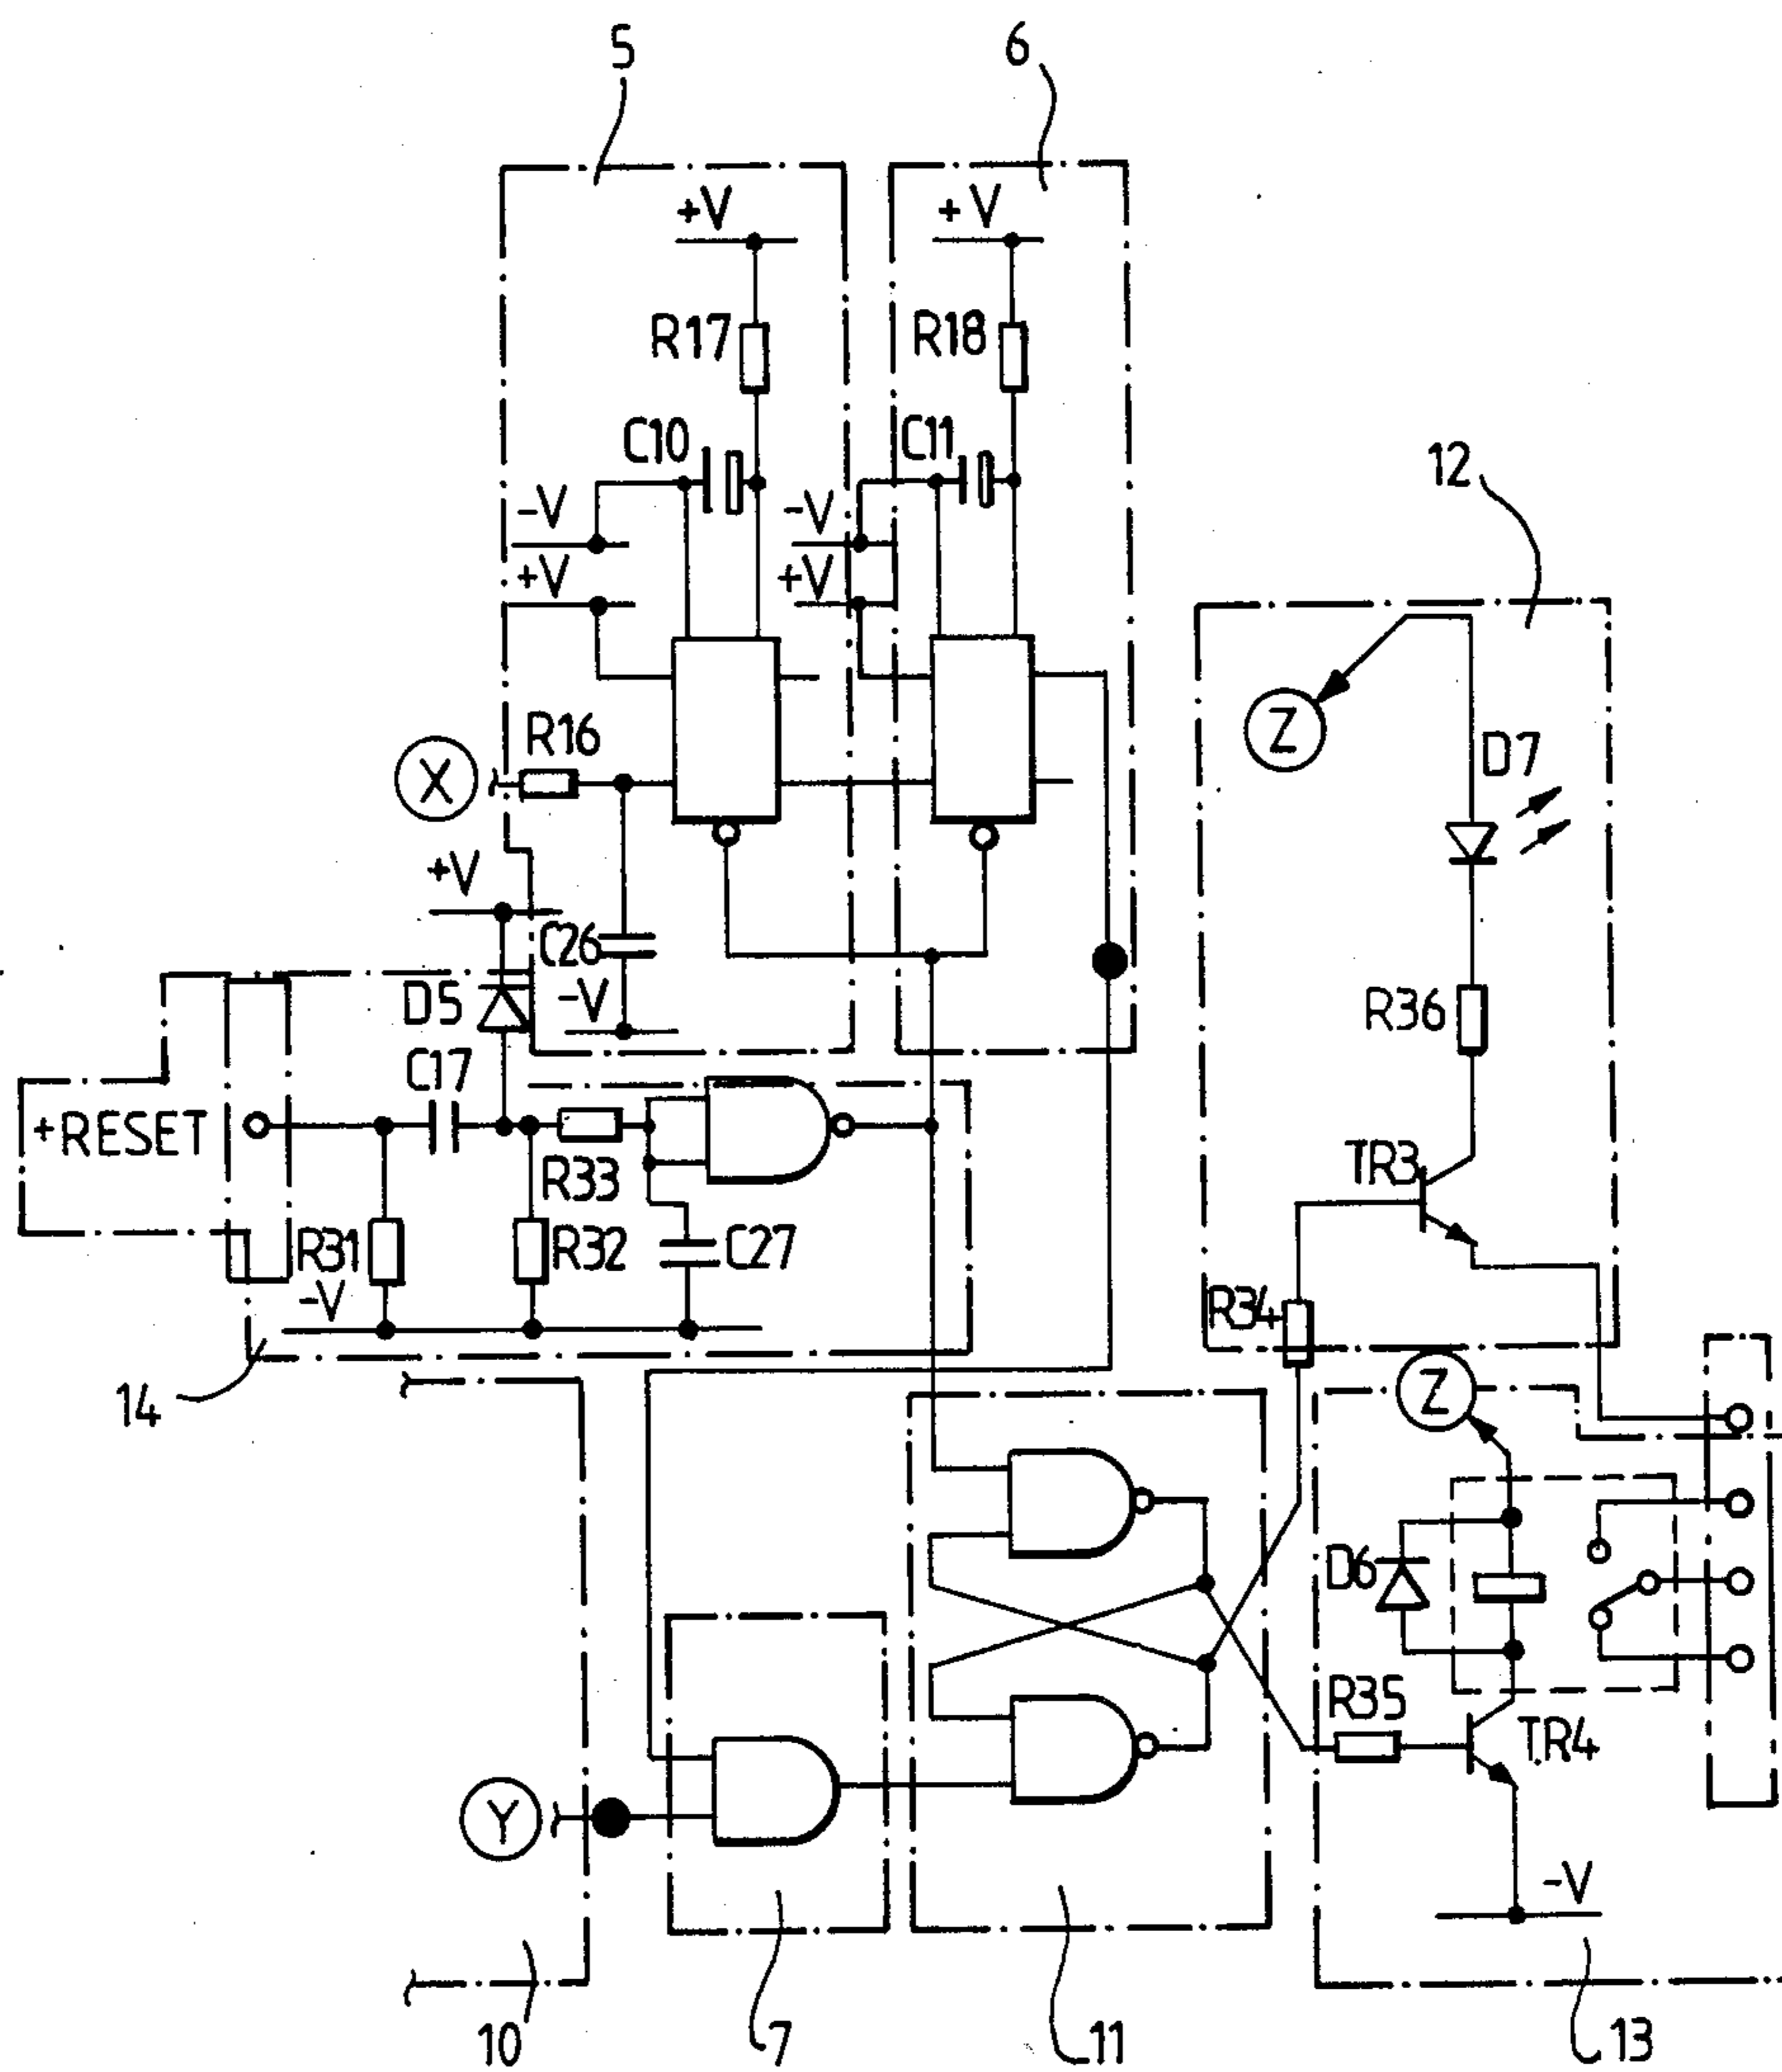 5
6
+V
+V
R17
R18
C10
C11
12
-V
-V
+V
+V
Z
R16
D7
X
+V
C26
D5
-V
R36
C17
+RESET
TR3
R33
R31
R32
C27
-V
R34
14
Z
D6
R35
TR4
Y
-V
10
7
11
13